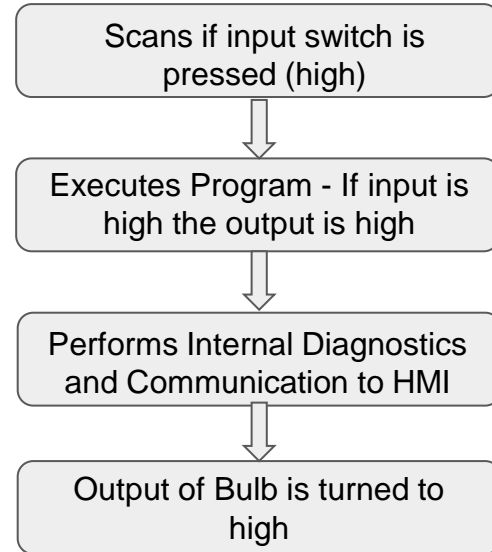 Scans if input switch is
pressed (high)
Executes Program - If input is
high the output is high
Performs Internal Diagnostics
and Communication to HMI
Output of Bulb is turned to
high